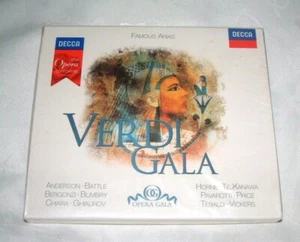 FAMOUS ARIAS
DECCA
DECCA
Opera
VERDI
GALA
ANDERSON · BATTLE
BERGONZI · BUMBRY
CHIARA · GHIAUROV
OPERA GALA
HORNE · TE KANAWA
PAVAROTTI · PRICE
TEBALDI · VICKERS